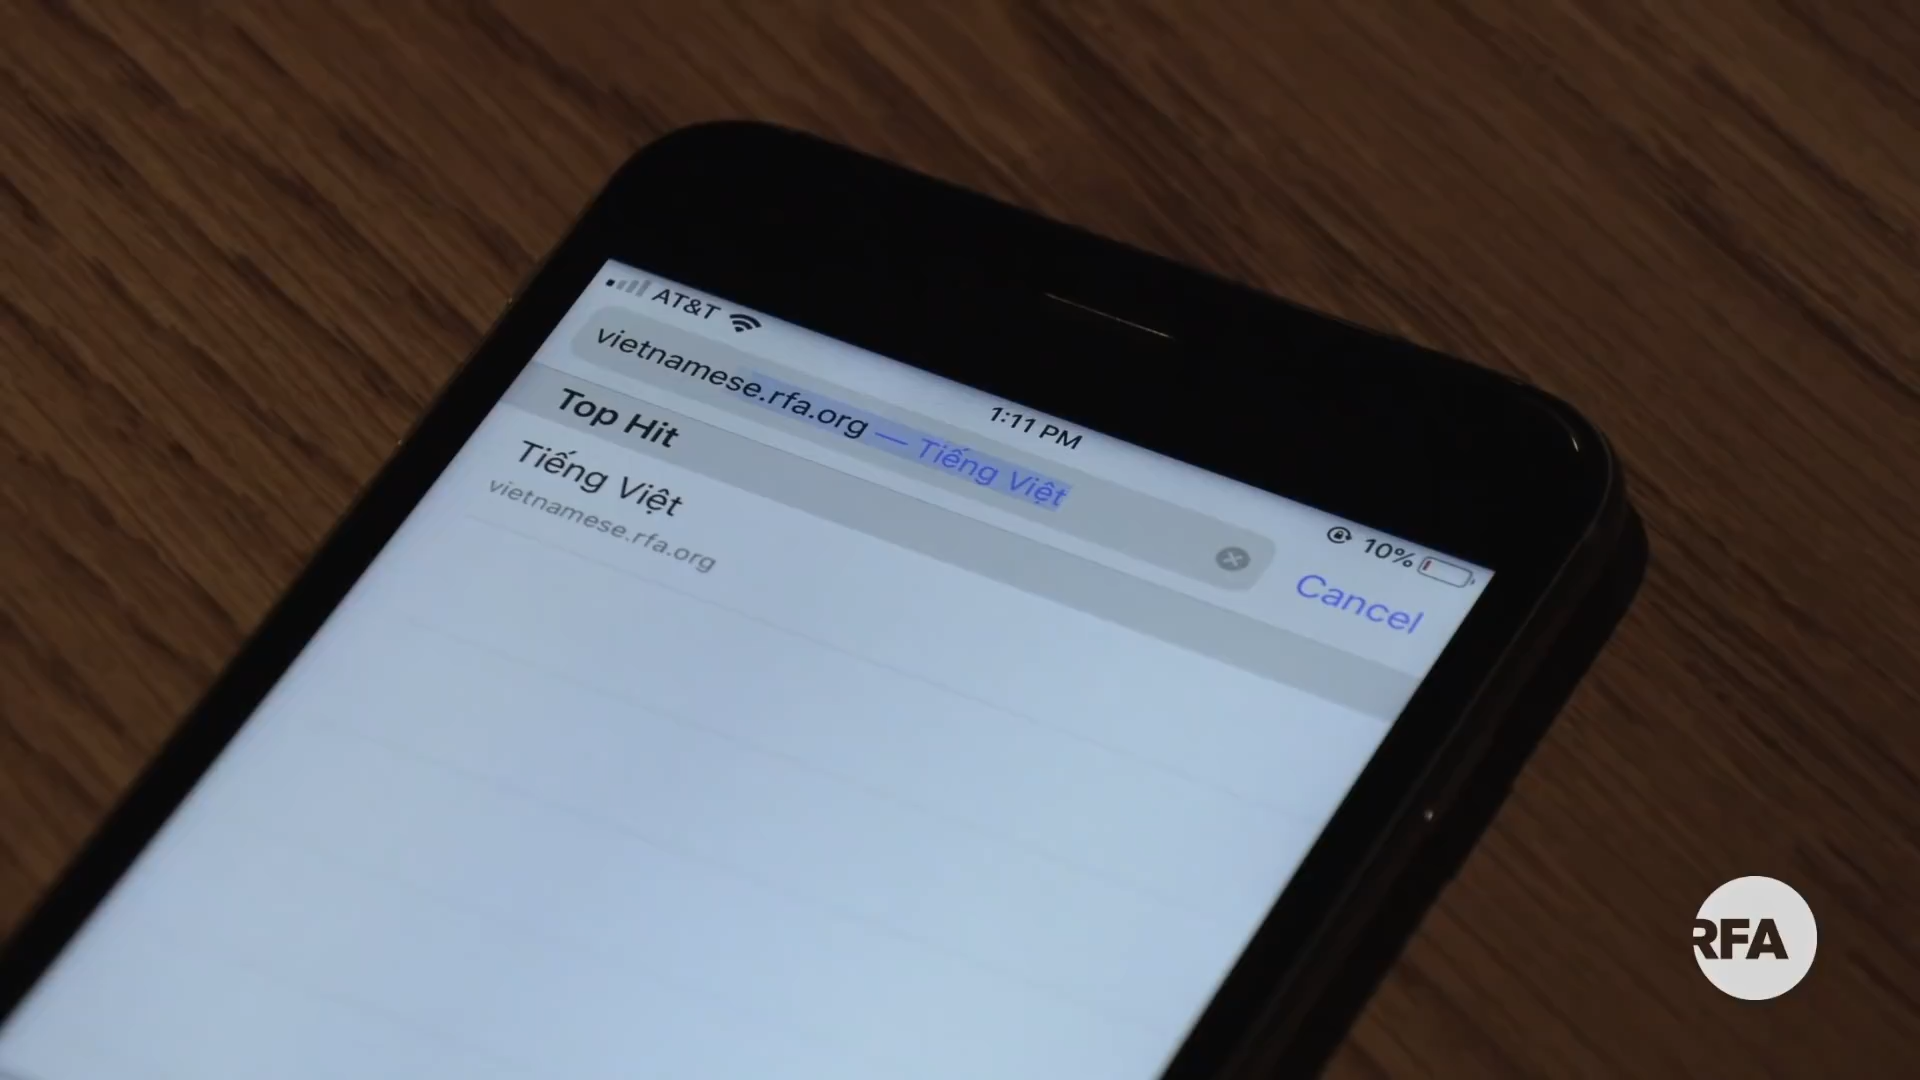 AT&T
1:11 PM
10%
vietnamese.rfa.org — Tiếng Việt
Cancel
Top Hit
Tiếng Việt
vietnamese.rfa.org
RFA